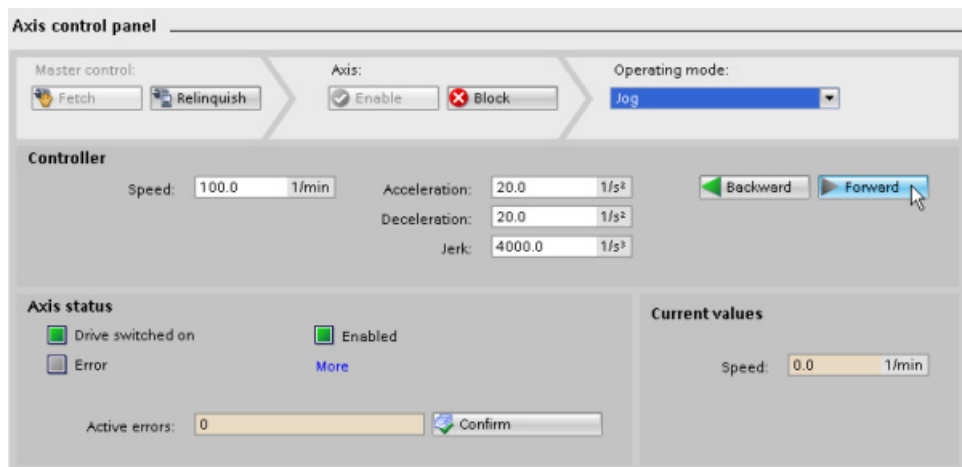 Axis control panel
Master control:
Fetch
Relinquish
Axis:
Enable
Block
Operating mode:
Jog
Controller
Speed: 100.0 1/min
Acceleration: 20.0 1/s²
Deceleration: 20.0 1/s²
Jerk: 4000.0 1/s³
Backward
Forward
Axis status
Drive switched on
Enabled
Error
More
Active errors: 0
Confirm
Current values
Speed: 0.0 1/min